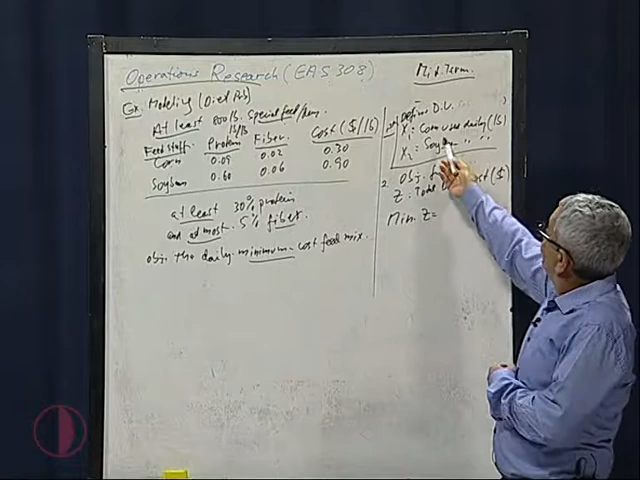 Operations Research (EAS 308)
Mid. Term
Ex: Modeling (Diet Pb)
At least 800 lb. special feed/
lb/lb
Feed stuff. Protein Fiber. Cost ($/lb)
Corn 0.09 0.02 0.30
Soybean 0.60 0.06 0.90
at least 30% protein
and at most 5% fiber.
obj. the daily minimum cost feed mix.
Define D.V.
X1: Corn used daily (lb)
X2: Soyb " "
2. Obj. ost ($)
Z: Total
Min. Z=